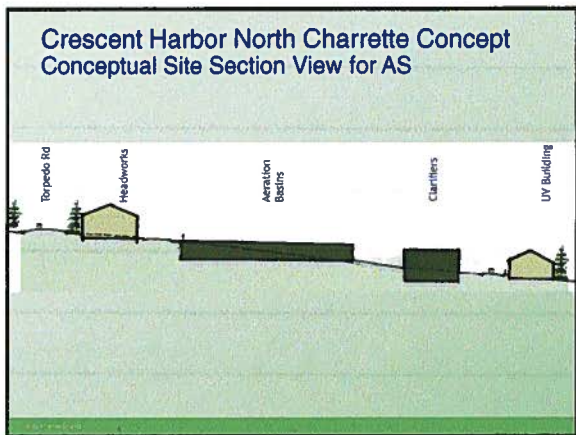 Crescent Harbor North Charrette Concept
Conceptual Site Section View for AS
Torpedo Rd
Headworks
Aeration
Basins
Clarifiers
UV Building